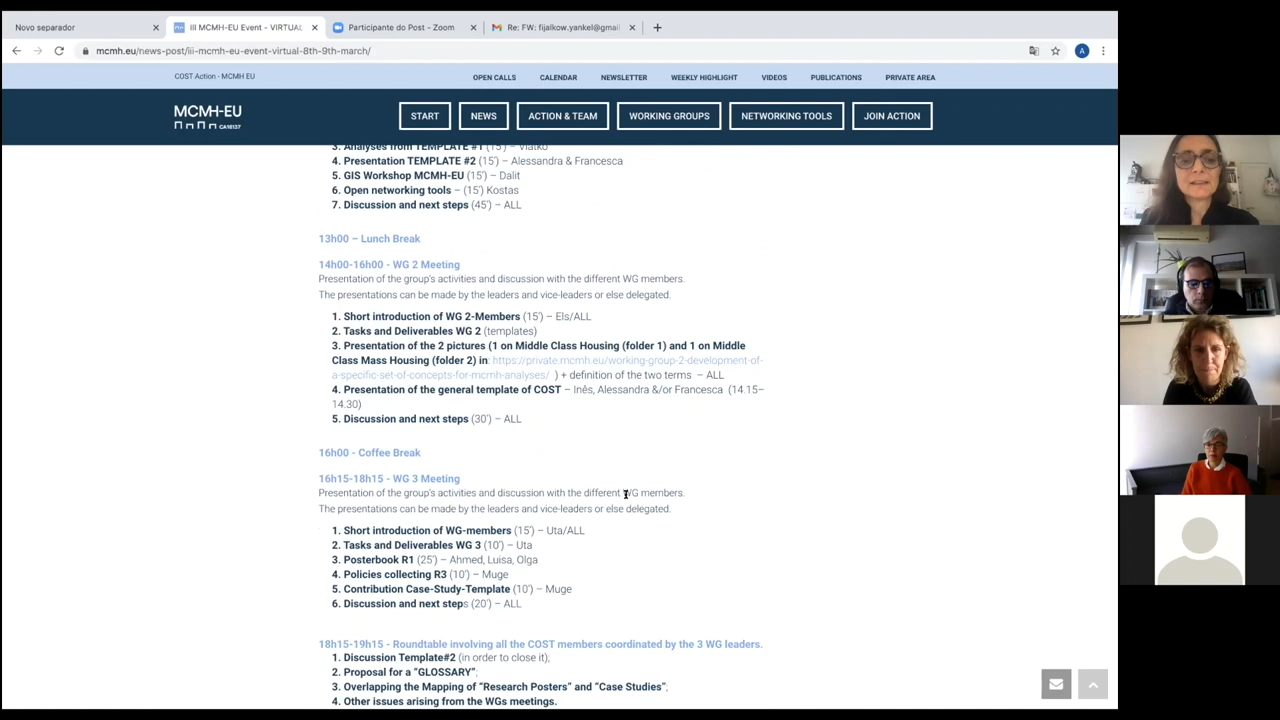 Novo separador
III MCMH-EU Event - VIRTUAL
Participante do Post - Zoom
Re: FW: fijalkow.yankel@gmai
mcmh.eu/news-post/iii-mcmh-eu-event-virtual-8th-9th-march/
A
COST Action · MCMH EU
OPEN CALLS
CALENDAR
NEWSLETTER
WEEKLY HIGHLIGHT
VIDEOS
PUBLICATIONS
PRIVATE AREA
MCMH-EU
CA18137
START
NEWS
ACTION & TEAM
WORKING GROUPS
NETWORKING TOOLS
JOIN ACTION
3. Analyses from TEMPLATE #1 (15') – Vlatko
4. Presentation TEMPLATE #2 (15') – Alessandra & Francesca
5. GIS Workshop MCMH-EU (15') – Dalit
6. Open networking tools – (15') Kostas
7. Discussion and next steps (45') – ALL
13h00 – Lunch Break
14h00-16h00 - WG 2 Meeting
Presentation of the group's activities and discussion with the different WG members.
The presentations can be made by the leaders and vice-leaders or else delegated.
1. Short introduction of WG 2-Members (15') – Els/ALL
2. Tasks and Deliverables WG 2 (templates)
3. Presentation of the 2 pictures (1 on Middle Class Housing (folder 1) and 1 on Middle
Class Mass Housing (folder 2) in: https://private.mcmh.eu/working-group-2-development-of-
a-specific-set-of-concepts-for-mcmh-analyses/ ) + definition of the two terms – ALL
4. Presentation of the general template of COST – Inês, Alessandra &/or Francesca (14.15–
14.30)
5. Discussion and next steps (30') – ALL
16h00 - Coffee Break
16h15-18h15 - WG 3 Meeting
Presentation of the group's activities and discussion with the different WG members.
The presentations can be made by the leaders and vice-leaders or else delegated.
1. Short introduction of WG-members (15') – Uta/ALL
2. Tasks and Deliverables WG 3 (10') – Uta
3. Posterbook R1 (25') – Ahmed, Luisa, Olga
4. Policies collecting R3 (10') – Muge
5. Contribution Case-Study-Template (10') – Muge
6. Discussion and next steps (20') – ALL
18h15-19h15 - Roundtable involving all the COST members coordinated by the 3 WG leaders.
1. Discussion Template#2 (in order to close it);
2. Proposal for a “GLOSSARY”;
3. Overlapping the Mapping of “Research Posters” and “Case Studies”;
4. Other issues arising from the WGs meetings.